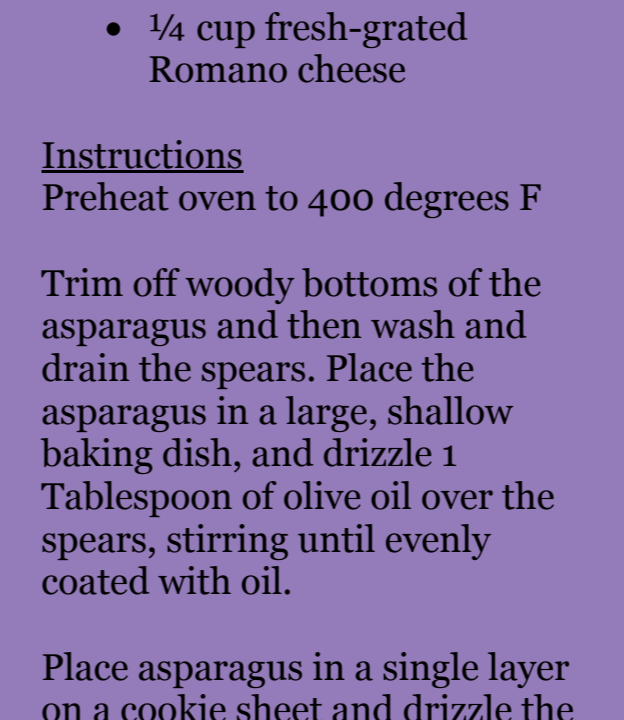 • ¼ cup fresh-grated
Romano cheese
Instructions
Preheat oven to 400 degrees F
Trim off woody bottoms of the
asparagus and then wash and
drain the spears. Place the
asparagus in a large, shallow
baking dish, and drizzle 1
Tablespoon of olive oil over the
spears, stirring until evenly
coated with oil.
Place asparagus in a single layer
on a cookie sheet and drizzle the